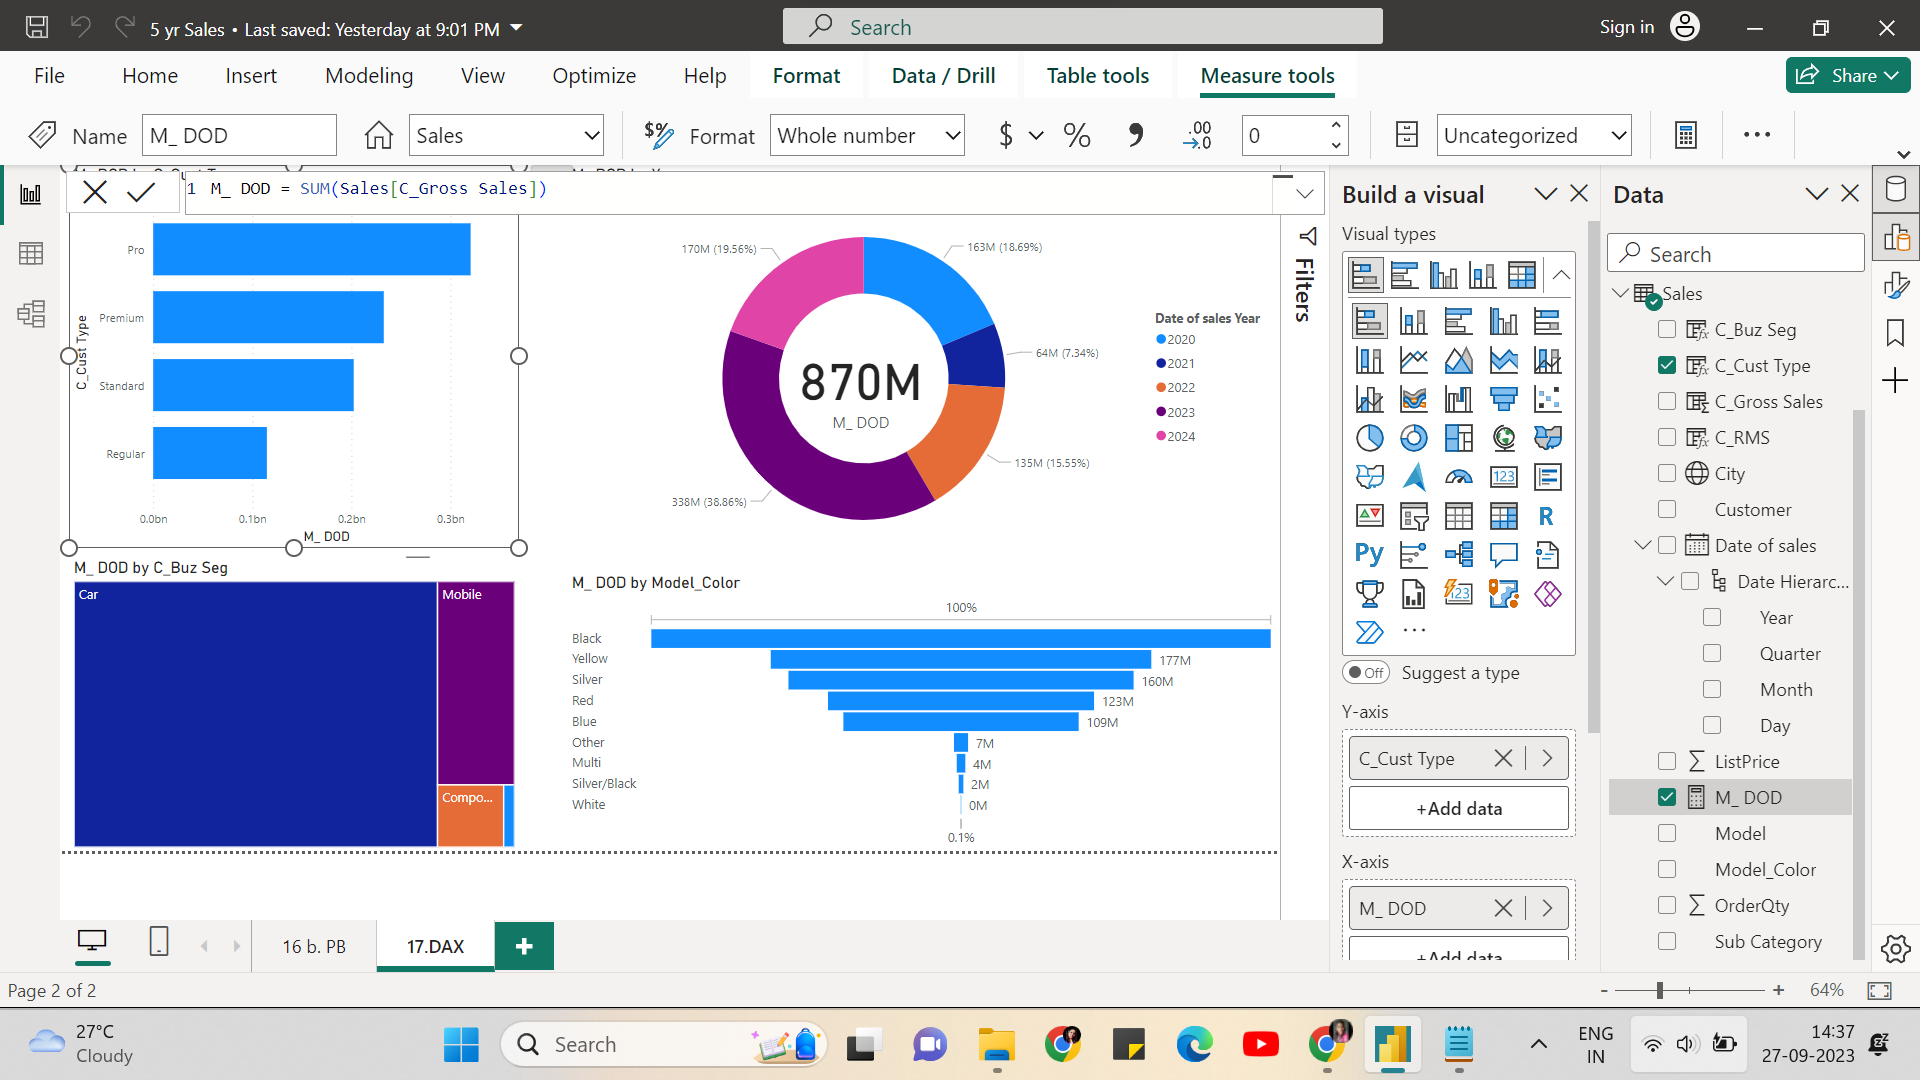 5 yr Sales • Last saved: Yesterday at 9:01 PM
Search
Sign in
File
Home
Insert
Modeling
View
Optimize
Help
Format
Data / Drill
Table tools
Measure tools
Share
Name
M_ DOD
Sales
Format
Whole number
$
%
.00
0
Uncategorized
1 M_ DOD = SUM(Sales[C_Gross Sales])
C_Cust Type
Pro
Premium
Standard
Regular
0.0bn
0.1bn
0.2bn
0.3bn
M_ DOD
170M (19.56%)
163M (18.69%)
64M (7.34%)
135M (15.55%)
338M (38.86%)
870M
M_ DOD
Date of sales Year
2020
2021
2022
2023
2024
M_ DOD by C_Buz Seg
Car
Mobile
Compo...
M_ DOD by Model_Color
100%
Black
Yellow
177M
Silver
160M
Red
123M
Blue
109M
Other
7M
Multi
4M
Silver/Black
2M
White
0M
0.1%
Filters
Build a visual
Visual types
123
R
Py
123
Off
Suggest a type
Y-axis
C_Cust Type
+Add data
X-axis
M_ DOD
+Add data
Data
Search
Sales
C_Buz Seg
C_Cust Type
C_Gross Sales
C_RMS
City
Customer
Date of sales
Date Hierarc...
Year
Quarter
Month
Day
ListPrice
M_ DOD
Model
Model_Color
OrderQty
Sub Category
16 b. PB
17.DAX
Page 2 of 2
64%
27°C
Cloudy
Search
ENG
IN
14:37
27-09-2023